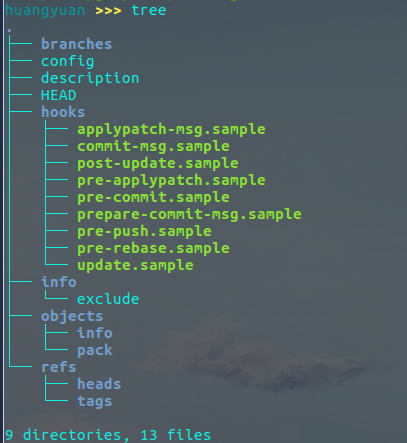 huangyuan >>> tree
.
├── branches
├── config
├── description
├── HEAD
├── hooks
│   ├── applypatch-msg.sample
│   ├── commit-msg.sample
│   ├── post-update.sample
│   ├── pre-applypatch.sample
│   ├── pre-commit.sample
│   ├── prepare-commit-msg.sample
│   ├── pre-push.sample
│   ├── pre-rebase.sample
│   └── update.sample
├── info
│   └── exclude
├── objects
│   ├── info
│   └── pack
└── refs
    ├── heads
    └── tags
9 directories, 13 files